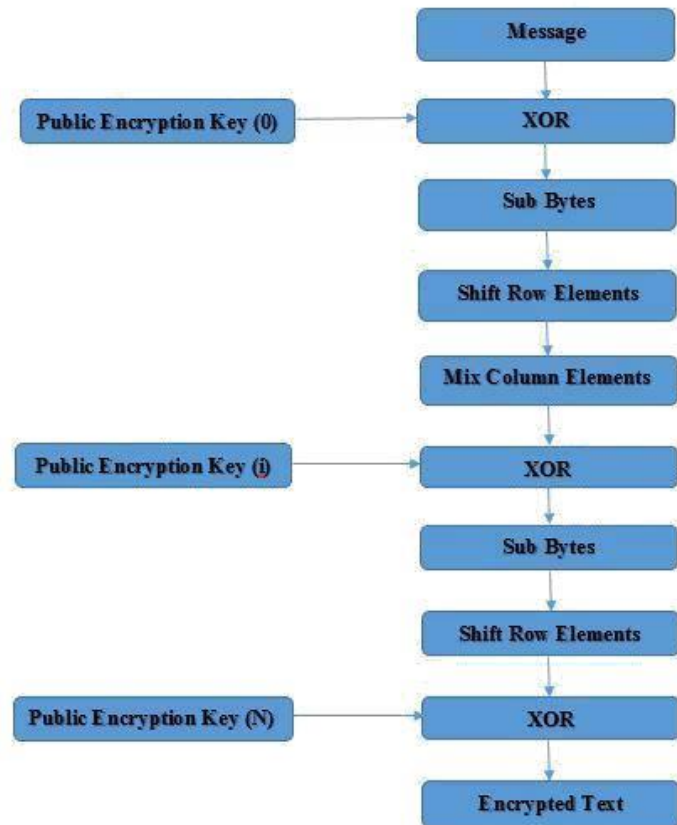 Message
Public Encryption Key (0)
XOR
Sub Bytes
Shift Row Elements
Mix Column Elements
Public Encryption Key (i)
XOR
Sub Bytes
Shift Row Elements
Public Encryption Key (N)
XOR
Encrypted Text